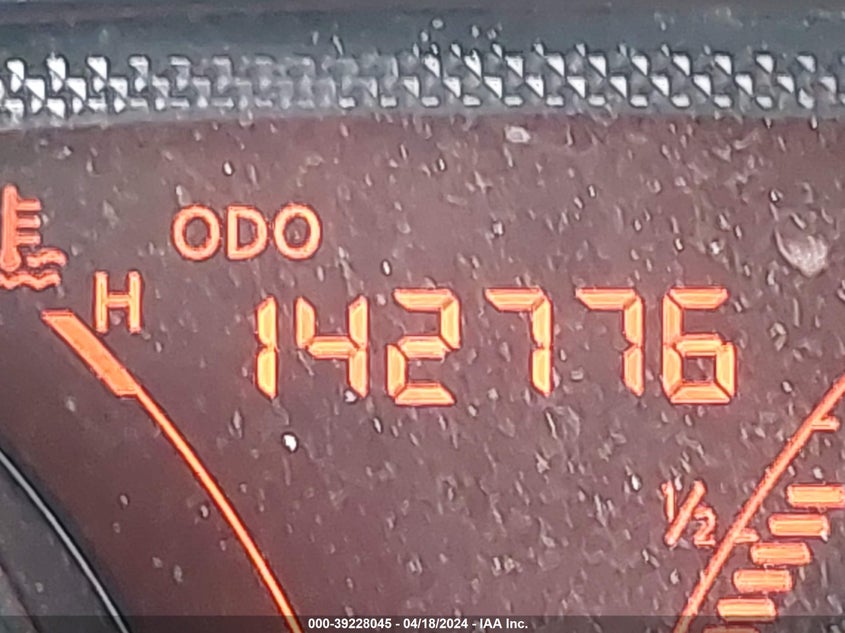 ODO
H
142776
1/2
000-39228045 - 04/18/2024 - IAA Inc.